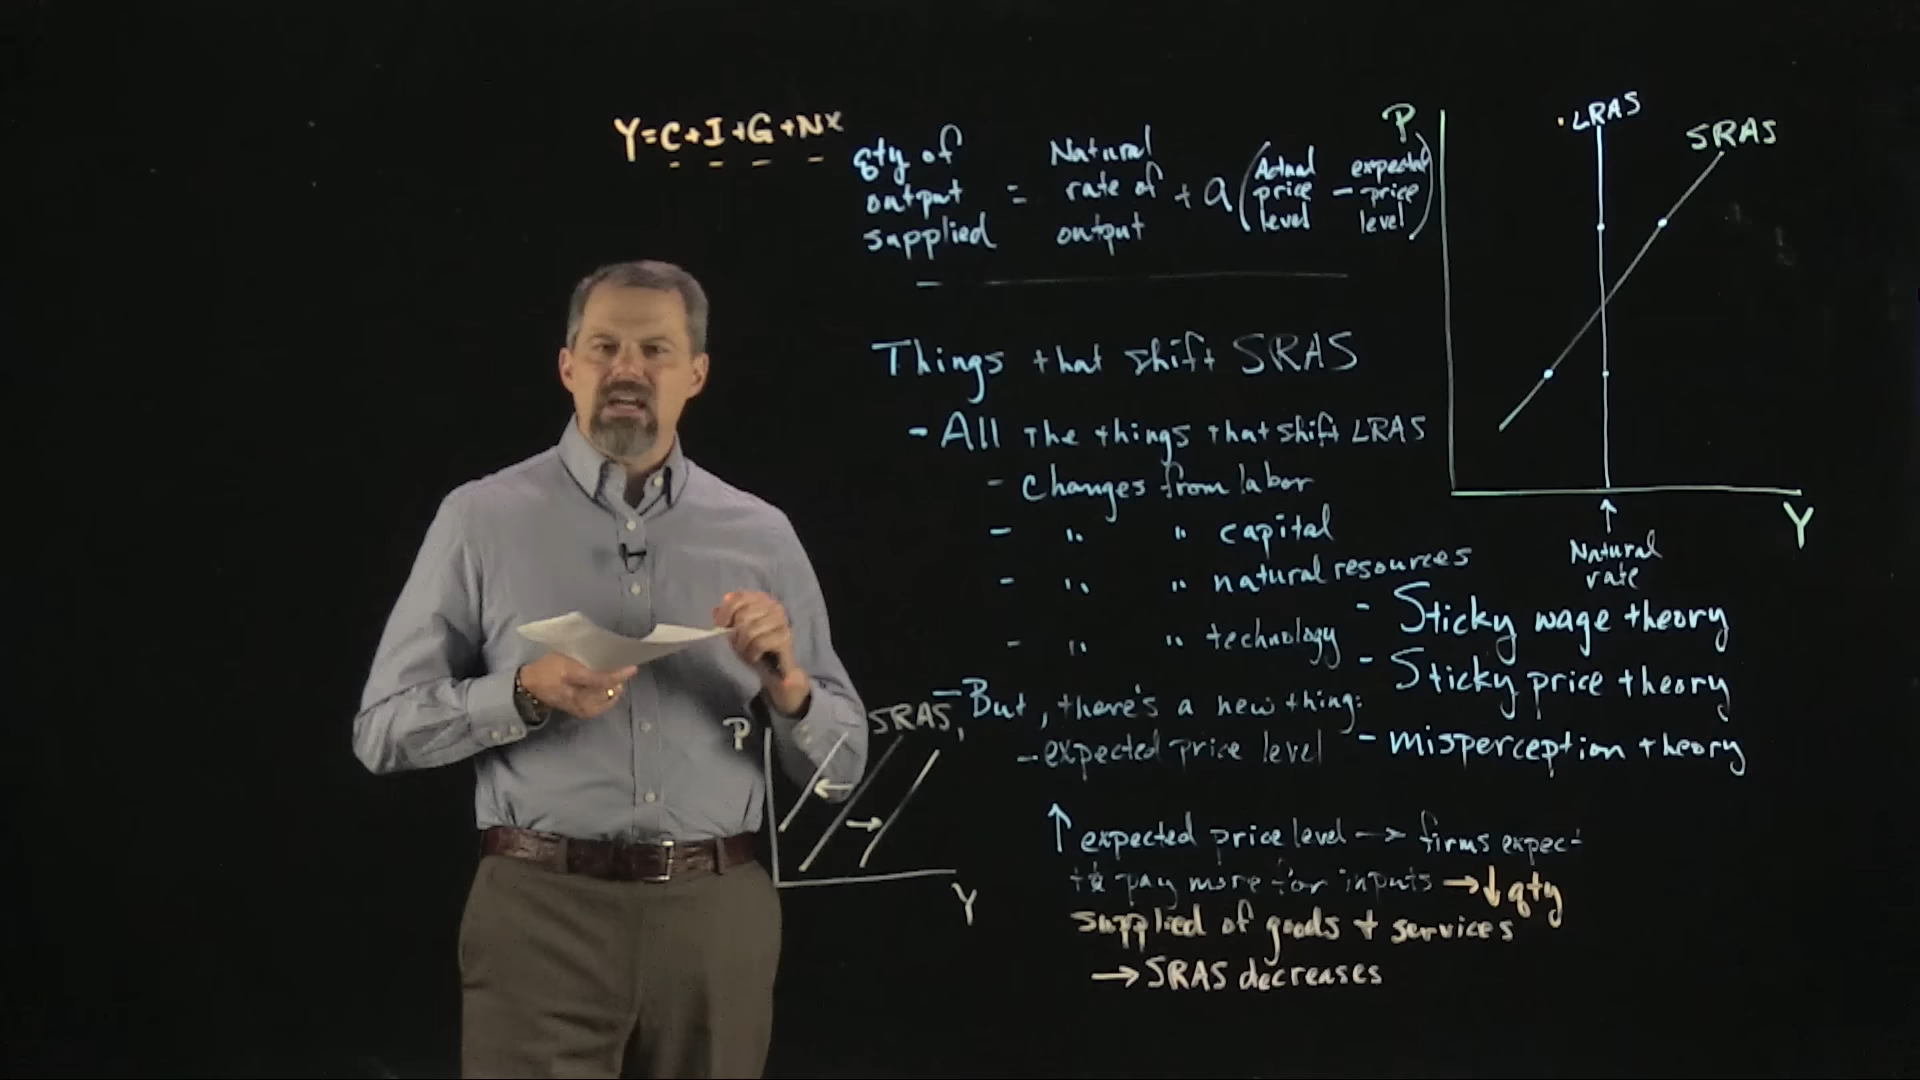 Y=C+I+G+NX
qty of output supplied = Natural rate of output + a (Actual price level - expected price level)
P
LRAS
SRAS
Y
↑
Natural
rate
Things that shift SRAS
- All the things that shift LRAS
- Changes from labor
- " " capital
- " " natural resources
- " " technology
- But, there's a new thing:
- expected price level
- Sticky wage theory
- Sticky price theory
- misperception theory
P
SRAS,
Y
↑ expected price level → firms expect
to pay more for inputs → ↓ qty
supplied of goods + services
→ SRAS decreases